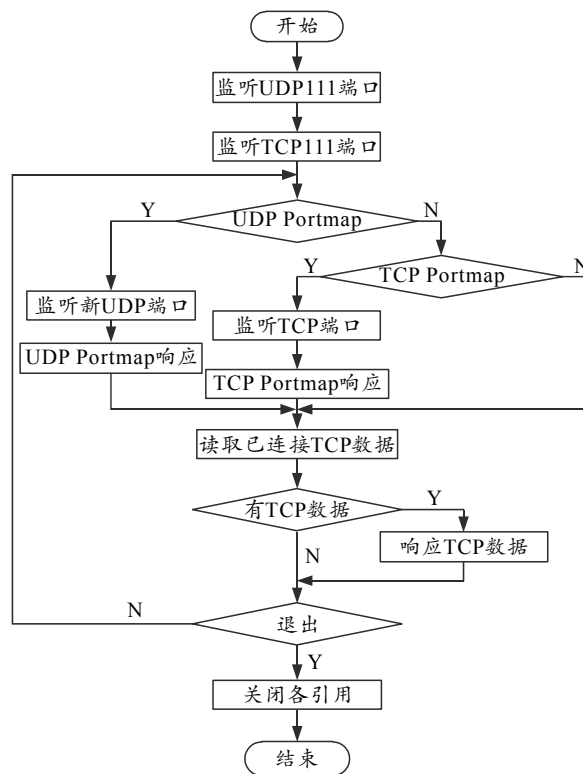 开始
监听UDP111端口
监听TCP111端口
Y
UDP Portmap
N
Y
TCP Portmap
N
监听新UDP端口
监听TCP端口
UDP Portmap响应
TCP Portmap响应
读取已连接TCP数据
有TCP数据
Y
响应TCP数据
N
N
退出
Y
关闭各引用
结束